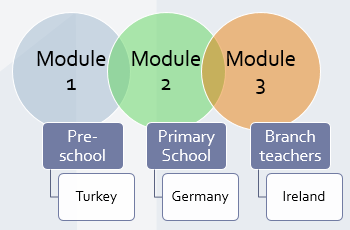 Module
1
Module
2
Module
3
Pre-
school
Primary
School
Branch
teachers
Turkey
Germany
Ireland